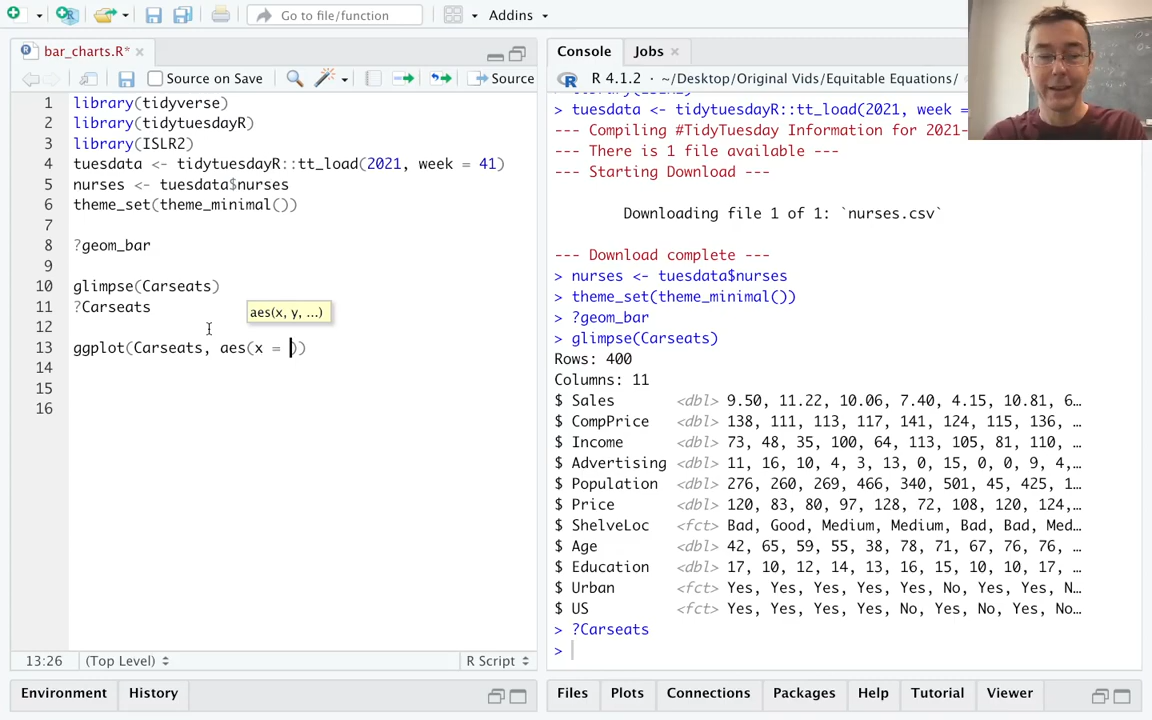 Go to file/function
Addins
bar_charts.R*
Source on Save
Source
1 library(tidyverse)
2 library(tidytuesdayR)
3 library(ISLR2)
4 tuesdata <- tidytuesdayR::tt_load(2021, week = 41)
5 nurses <- tuesdata$nurses
6 theme_set(theme_minimal())
7
8 ?geom_bar
9
10 glimpse(Carseats)
11 ?Carseats
aes(x, y, ...)
12
13 ggplot(Carseats, aes(x = ))
14
15
16
13:26 (Top Level) R Script
Environment History
Console Jobs
R 4.1.2 · ~/Desktop/Original Vids/Equitable Equations/
> tuesdata <- tidytuesdayR::tt_load(2021, week =
--- Compiling #TidyTuesday Information for 2021-
--- There is 1 file available ---
--- Starting Download ---
Downloading file 1 of 1: `nurses.csv`
--- Download complete ---
> nurses <- tuesdata$nurses
> theme_set(theme_minimal())
> ?geom_bar
> glimpse(Carseats)
Rows: 400
Columns: 11
$ Sales <dbl> 9.50, 11.22, 10.06, 7.40, 4.15, 10.81, 6…
$ CompPrice <dbl> 138, 111, 113, 117, 141, 124, 115, 136, …
$ Income <dbl> 73, 48, 35, 100, 64, 113, 105, 81, 110, …
$ Advertising <dbl> 11, 16, 10, 4, 3, 13, 0, 15, 0, 0, 9, 4,…
$ Population <dbl> 276, 260, 269, 466, 340, 501, 45, 425, 1…
$ Price <dbl> 120, 83, 80, 97, 128, 72, 108, 120, 124,…
$ ShelveLoc <fct> Bad, Good, Medium, Medium, Bad, Bad, Med…
$ Age <dbl> 42, 65, 59, 55, 38, 78, 71, 67, 76, 76, …
$ Education <dbl> 17, 10, 12, 14, 13, 16, 15, 10, 10, 17, …
$ Urban <fct> Yes, Yes, Yes, Yes, Yes, No, Yes, Yes, N…
$ US <fct> Yes, Yes, Yes, Yes, No, Yes, No, Yes, No…
> ?Carseats
>
Files Plots Connections Packages Help Tutorial Viewer